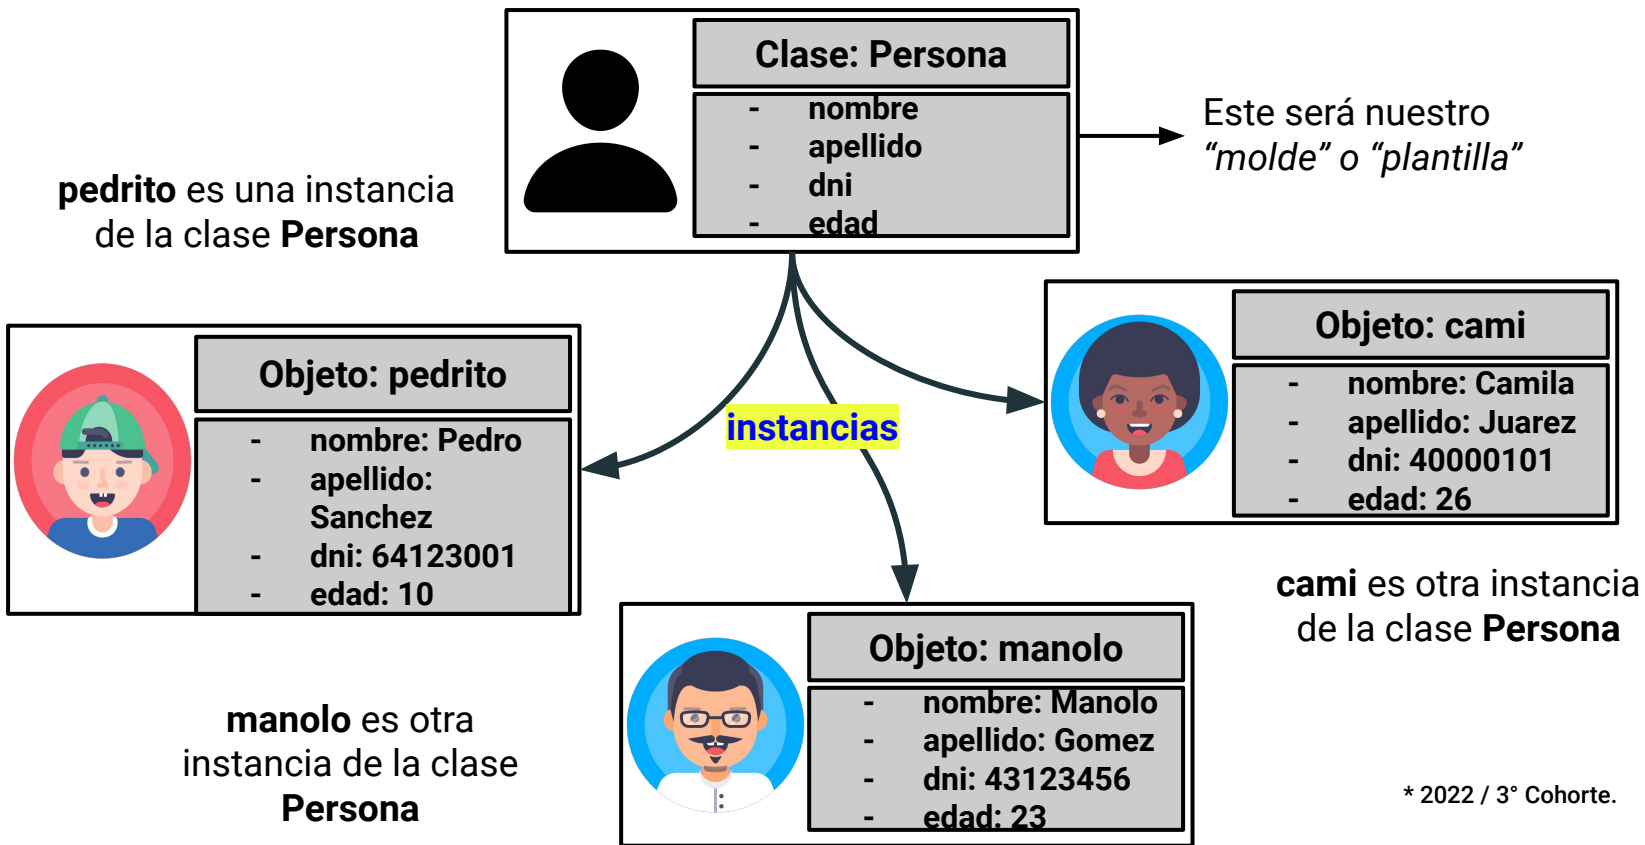 Clase: Persona
- nombre
- apellido
- dni
- edad
Este será nuestro
“molde” o “plantilla”
pedrito es una instancia
de la clase Persona
Objeto: pedrito
- nombre: Pedro
- apellido:
Sanchez
- dni: 64123001
- edad: 10
instancias
Objeto: cami
- nombre: Camila
- apellido: Juarez
- dni: 40000101
- edad: 26
cami es otra instancia
de la clase Persona
Objeto: manolo
- nombre: Manolo
- apellido: Gomez
- dni: 43123456
- edad: 23
manolo es otra
instancia de la clase
Persona
* 2022 / 3° Cohorte.